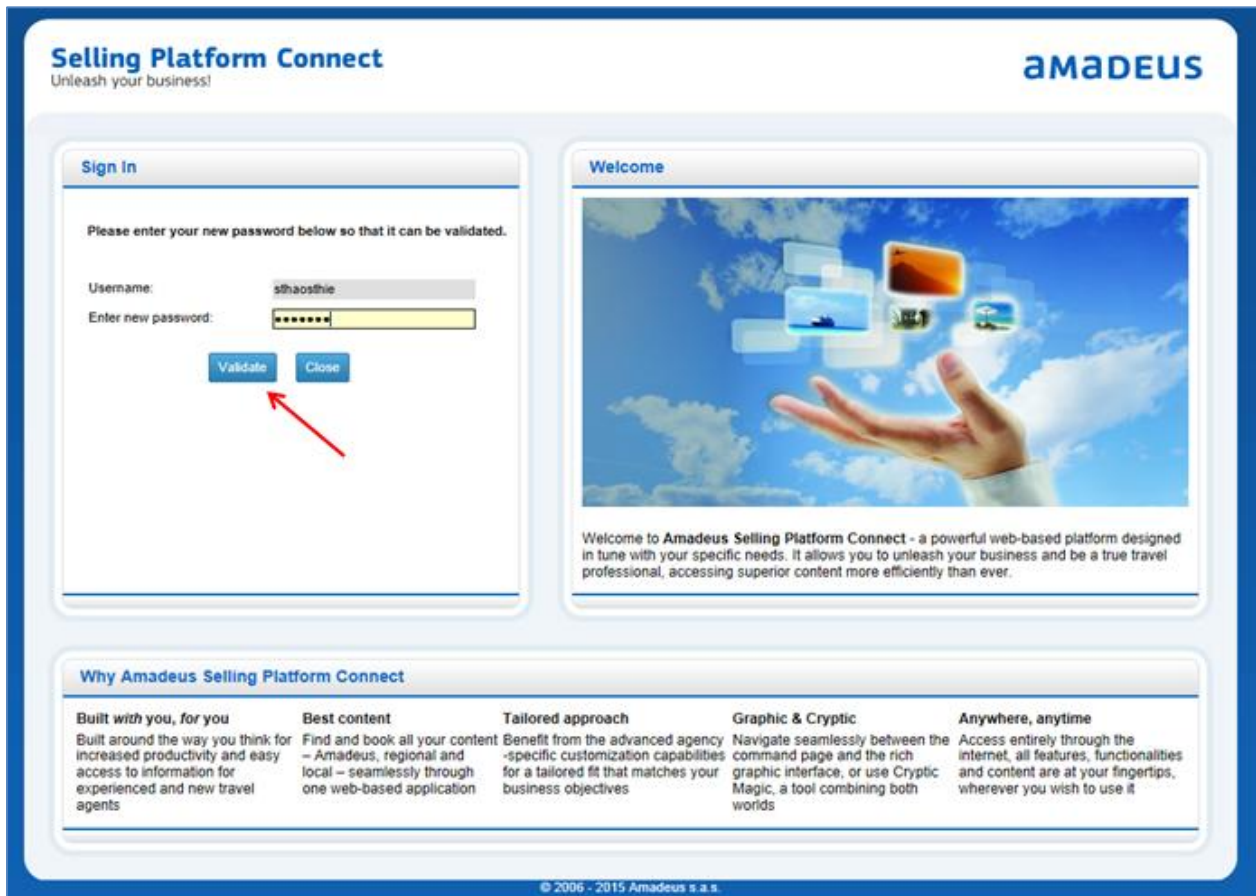 Selling Platform Connect
Unleash your business!
amadeus
Sign In
Please enter your new password below so that it can be validated.
Username: sthaosthie
Enter new password: •••••••
Validate Close
Welcome
Welcome to Amadeus Selling Platform Connect - a powerful web-based platform designed
in tune with your specific needs. It allows you to unleash your business and be a true travel
professional, accessing superior content more efficiently than ever.
Why Amadeus Selling Platform Connect
Built with you, for you
Built around the way you think for
increased productivity and easy
access to information for
experienced and new travel
agents
Best content
Find and book all your content
– Amadeus, regional and
local – seamlessly through
one web-based application
Tailored approach
Benefit from the advanced agency
-specific customization capabilities
for a tailored fit that matches your
business objectives
Graphic & Cryptic
Navigate seamlessly between the
command page and the rich
graphic interface, or use Cryptic
Magic, a tool combining both
worlds
Anywhere, anytime
Access entirely through the
internet, all features, functionalities
and content are at your fingertips,
wherever you wish to use it
© 2006 - 2015 Amadeus s.a.s.